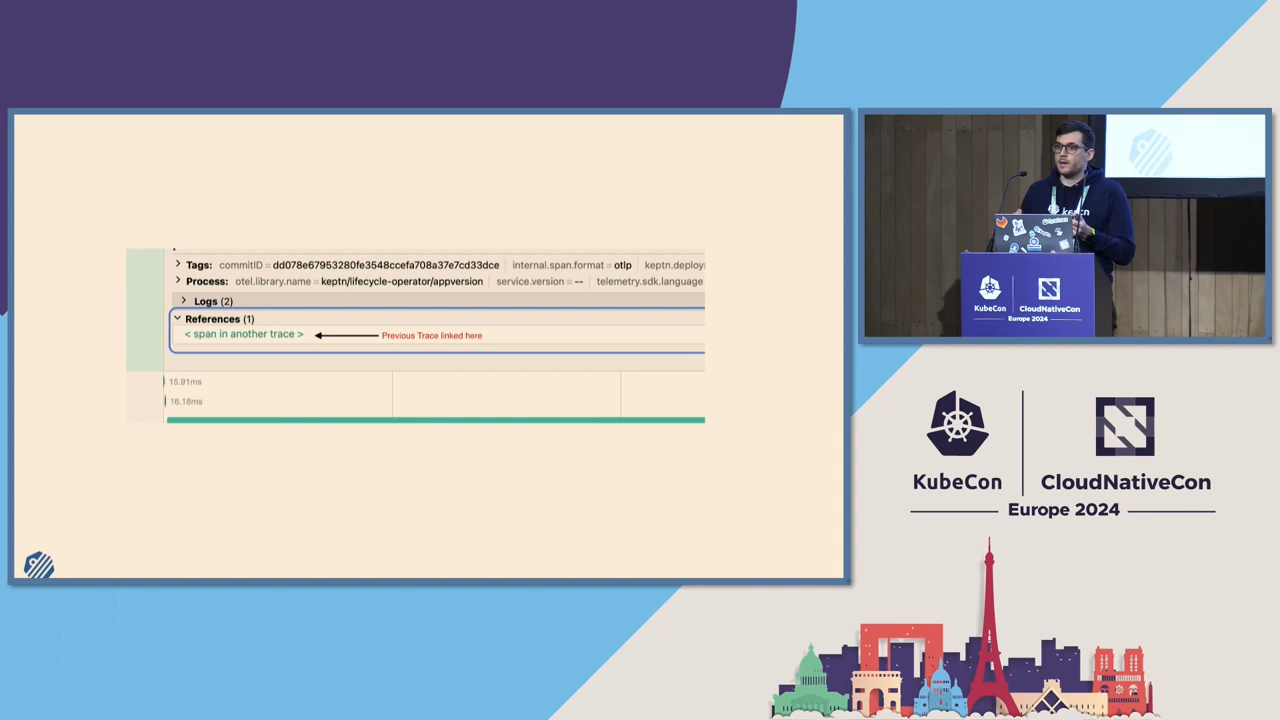 Tags: commitID = dd078e67953280fe3548ccefa708a37e7cd33dce internal.span.format = otlp keptn.deploy
Process: otel.library.name = keptn/lifecycle-operator/appversion service.version = -- telemetry.sdk.language
Logs (2)
References (1)
< span in another trace > Previous Trace linked here
15.91ms
16.18ms
keptn
KubeCon CloudNativeCon
Europe 2024
KubeCon CloudNativeCon
Europe 2024